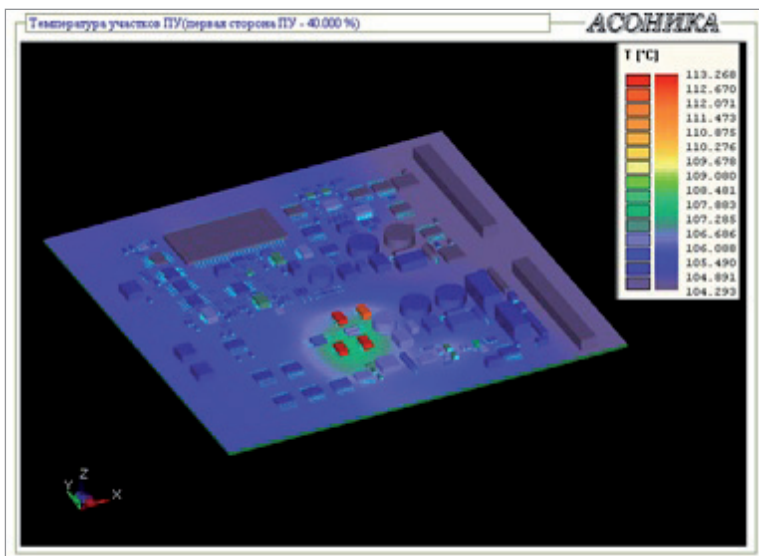 Температура участков ПУ(первая сторона ПУ - 40.000 %)
АСОНИКА
T [°C]
113.268
112.670
112.071
111.473
110.875
110.276
109.678
109.080
108.481
107.883
107.285
106.686
106.088
105.490
104.891
104.293
Z
Y
X